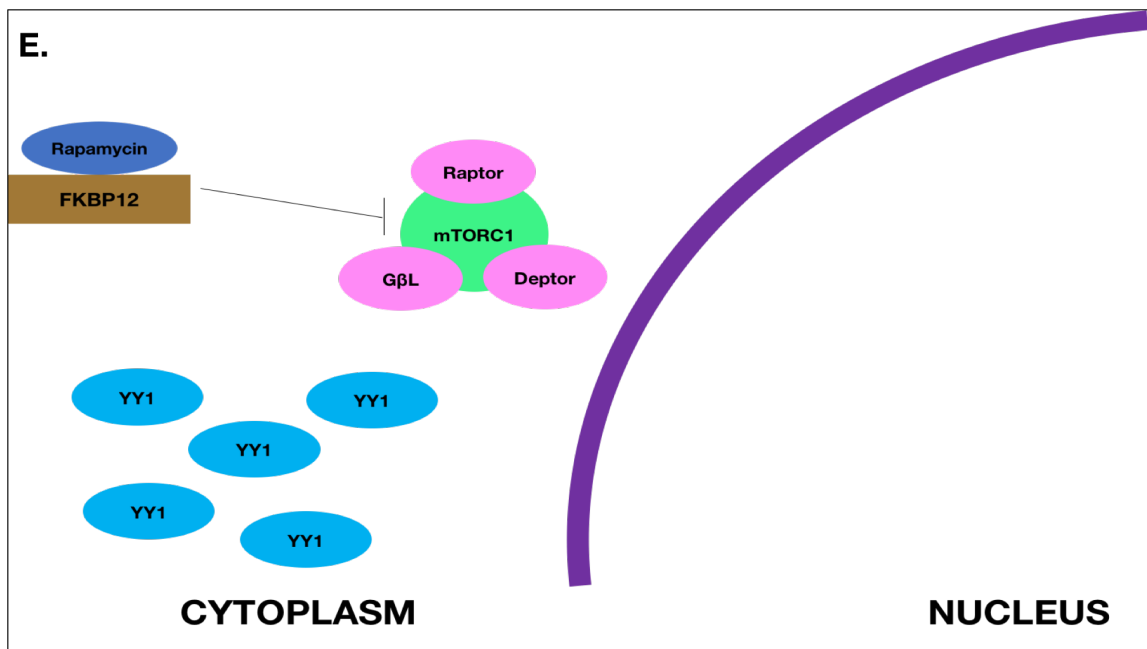 E.
Rapamycin
FKBP12
Raptor
mTORC1
GβL
Deptor
YY1
YY1
YY1
YY1
YY1
CYTOPLASM
NUCLEUS